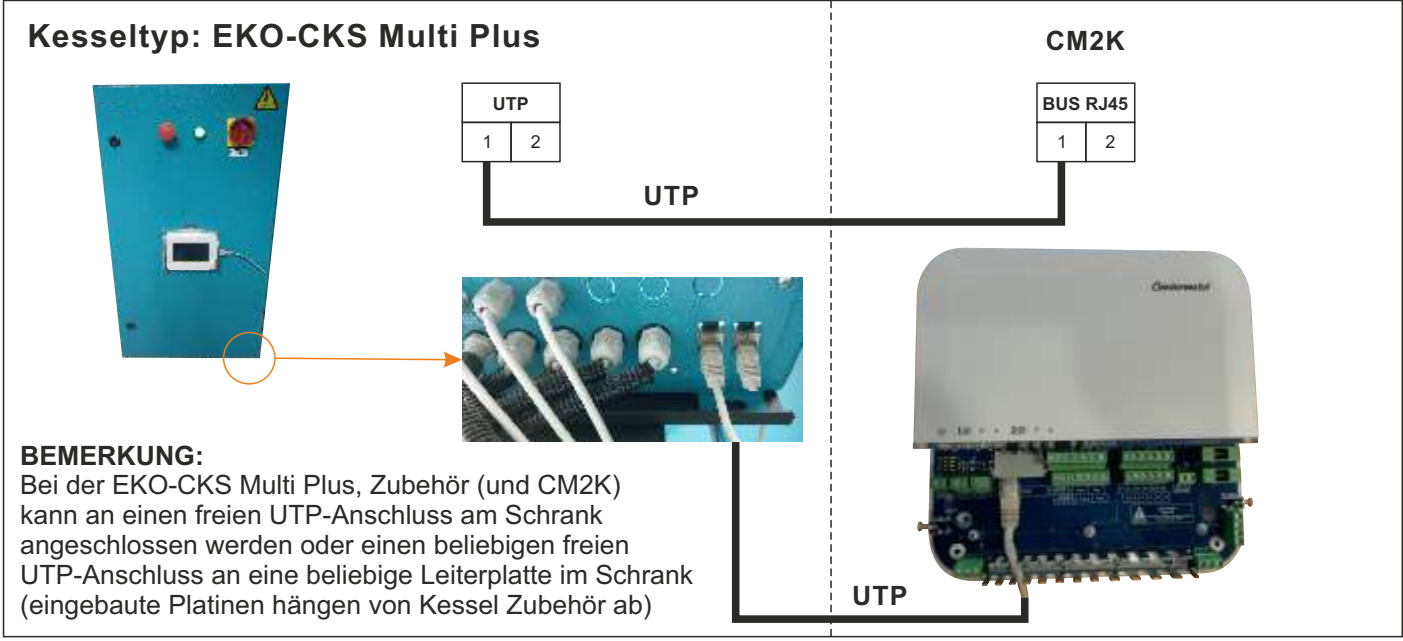 Kesseltyp: EKO-CKS Multi Plus
CM2K
UTP
1 2
BUS RJ45
1 2
UTP
Centrometal
BEMERKUNG:
Bei der EKO-CKS Multi Plus, Zubehör (und CM2K)
kann an einen freien UTP-Anschluss am Schrank
angeschlossen werden oder einen beliebigen freien
UTP-Anschluss an eine beliebige Leiterplatte im Schrank
(eingebaute Platinen hängen von Kessel Zubehör ab)
UTP